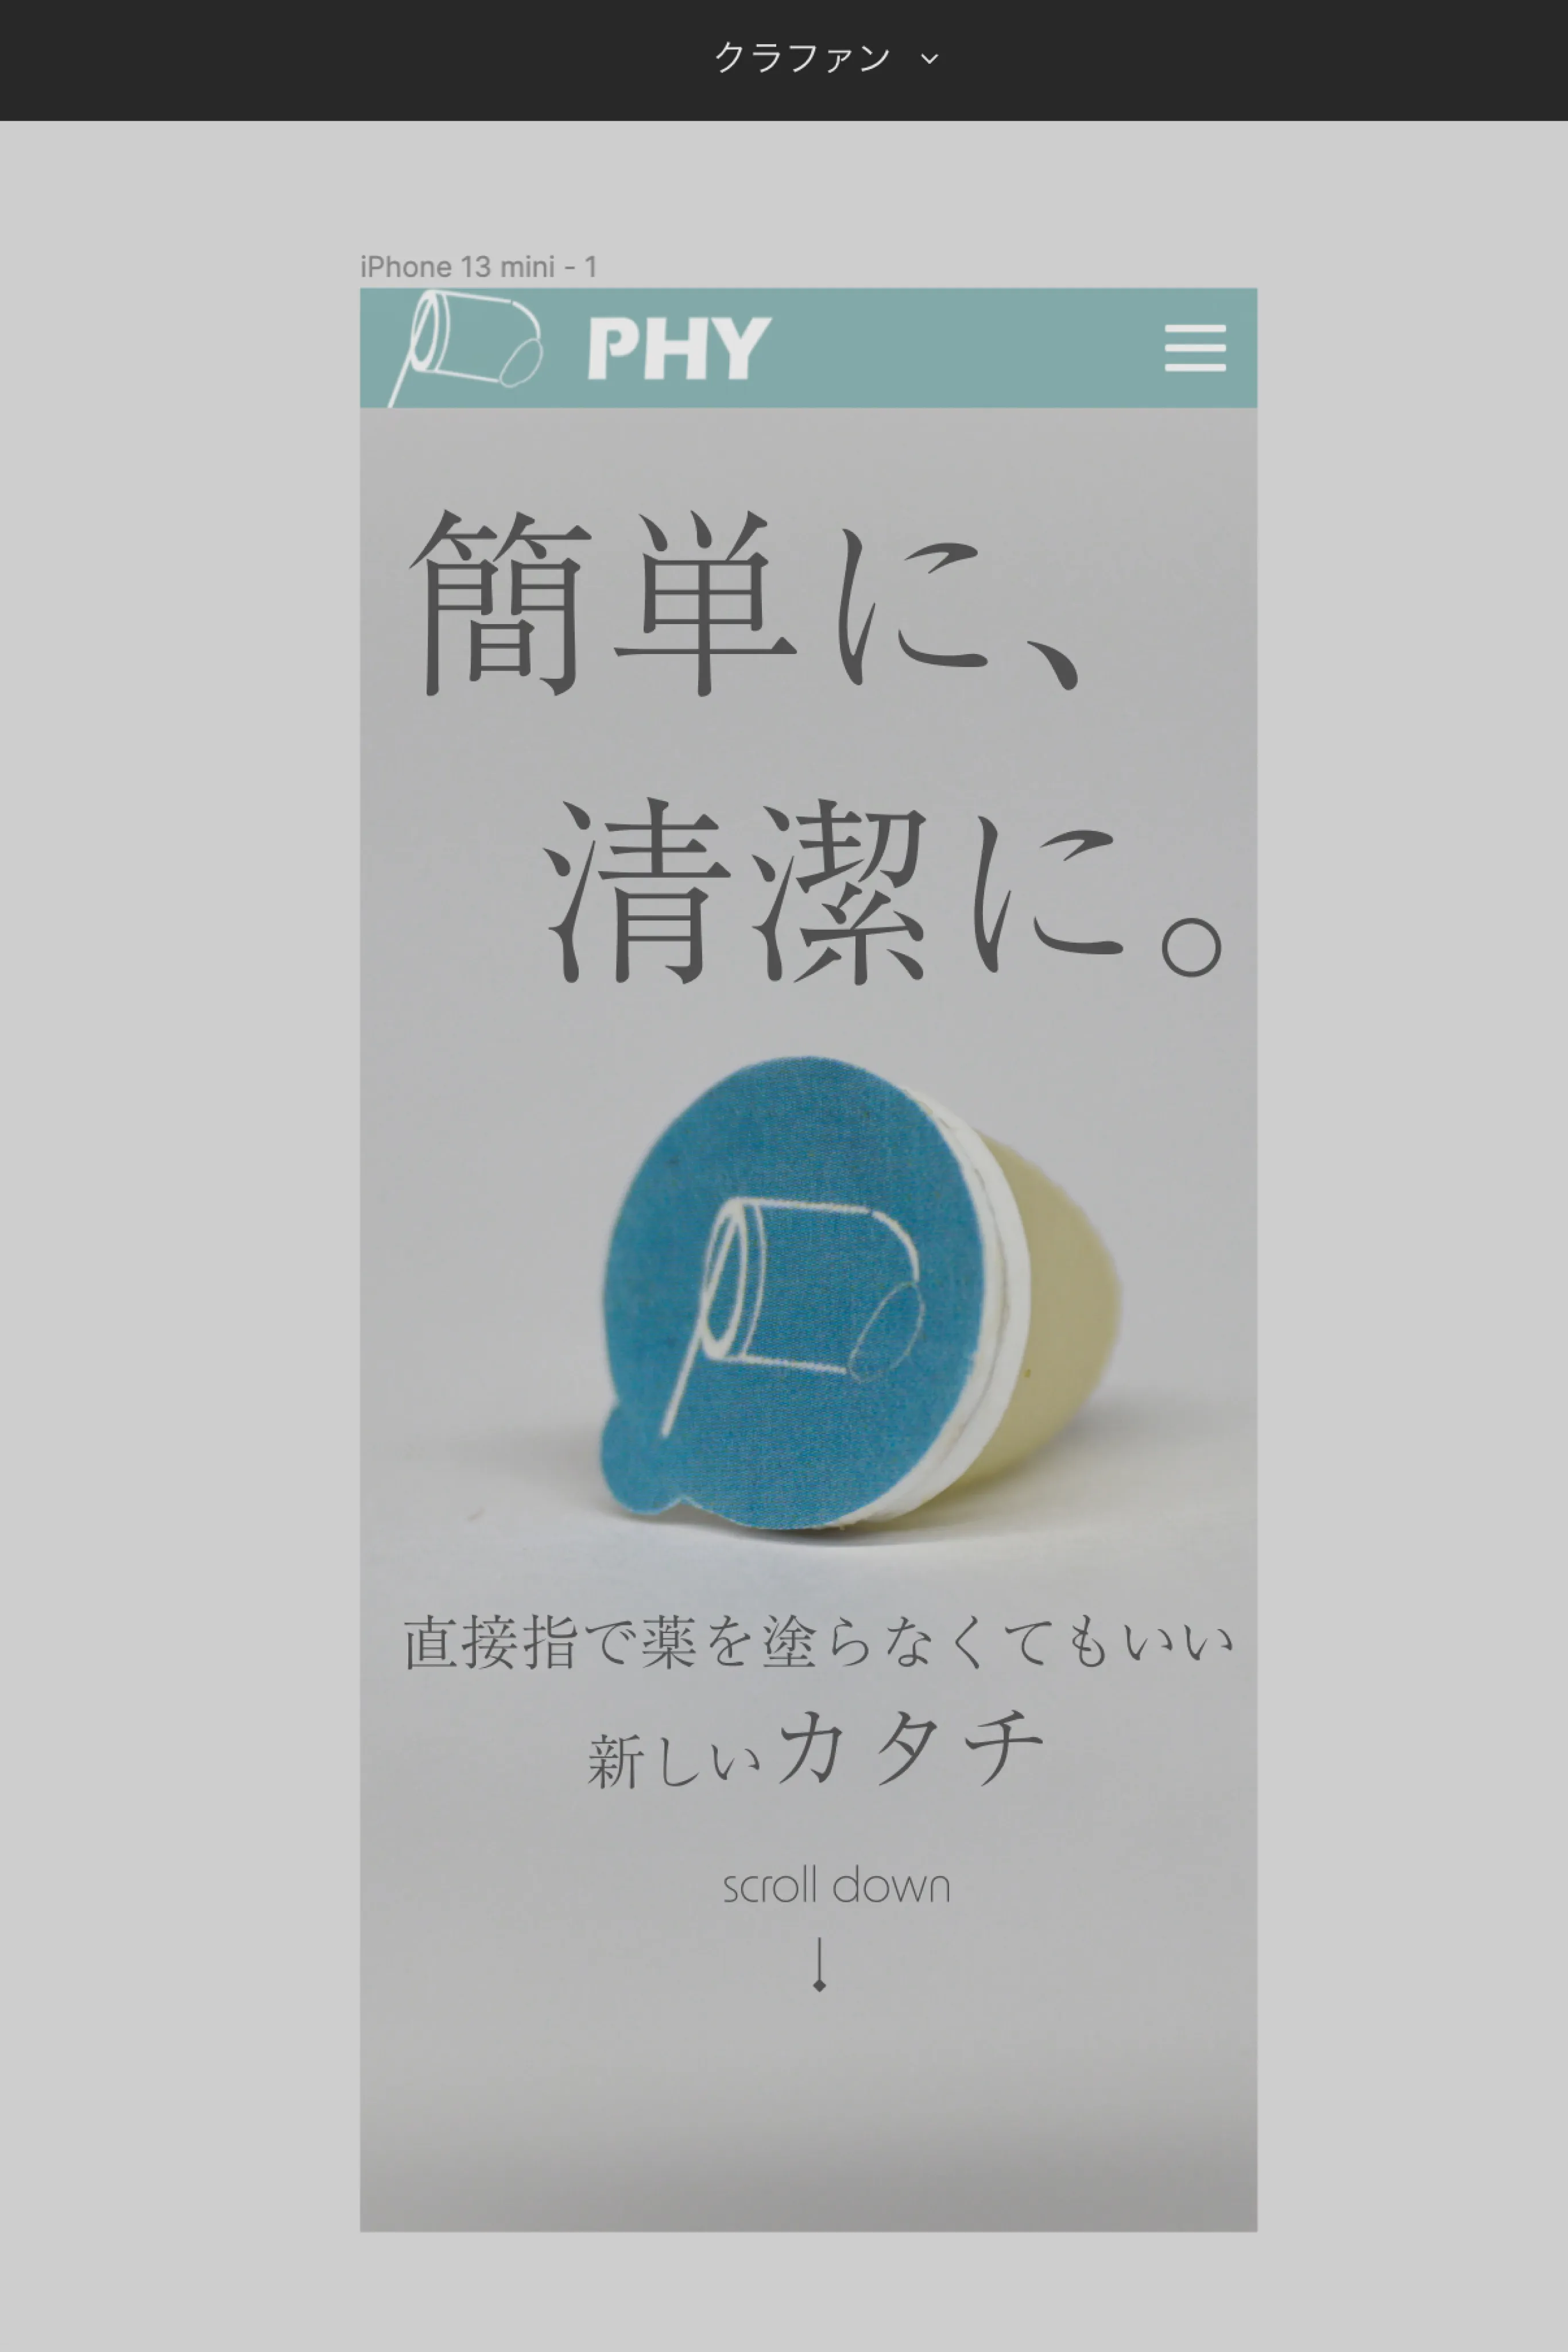 クラファン
iPhone 13 mini - 1
PHY
簡単に、
清潔に。
直接指で薬を塗らなくてもいい
新しいカタチ
scroll down